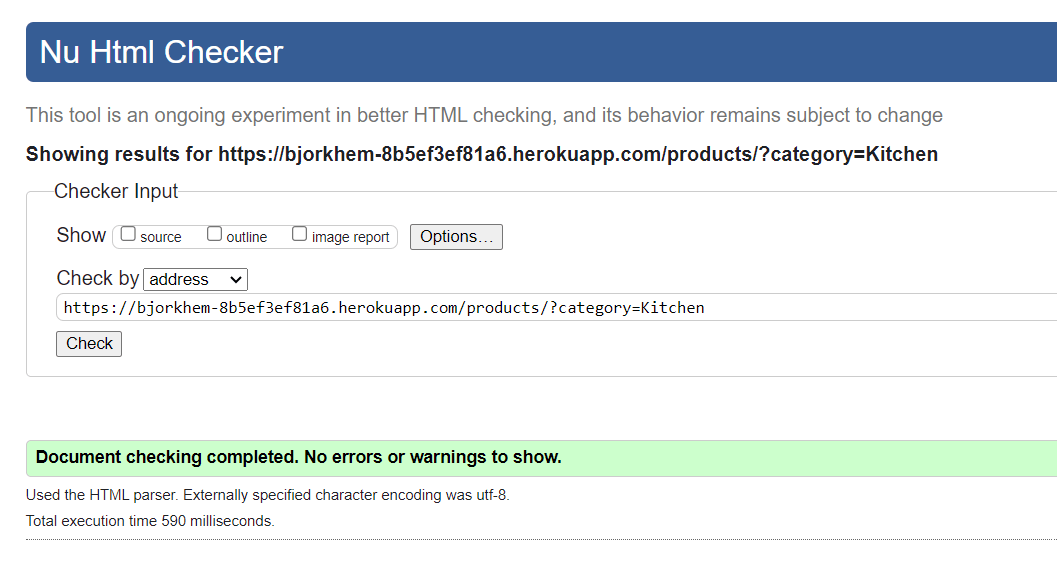 Nu Html Checker
This tool is an ongoing experiment in better HTML checking, and its behavior remains subject to change
Showing results for https://bjorkhem-8b5ef3ef81a6.herokuapp.com/products/?category=Kitchen
Checker Input
Show source outline image report Options...
Check by address
https://bjorkhem-8b5ef3ef81a6.herokuapp.com/products/?category=Kitchen
Check
Document checking completed. No errors or warnings to show.
Used the HTML parser. Externally specified character encoding was utf-8.
Total execution time 590 milliseconds.